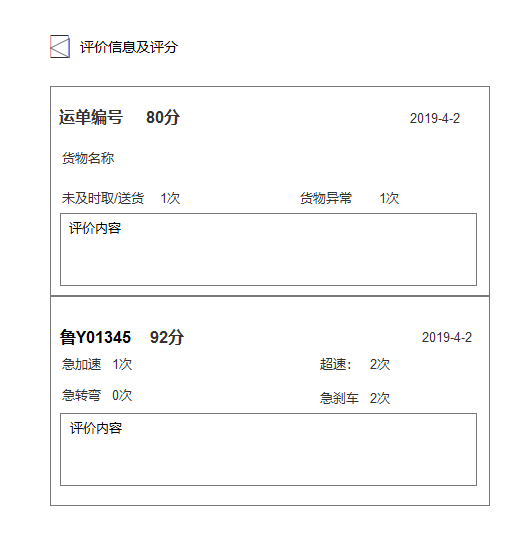 评价信息及评分
运单编号 80分 2019-4-2
货物名称
未及时取/送货 1次 货物异常 1次
评价内容
鲁Y01345 92分 2019-4-2
急加速 1次 超速： 2次
急转弯 0次 急刹车 2次
评价内容